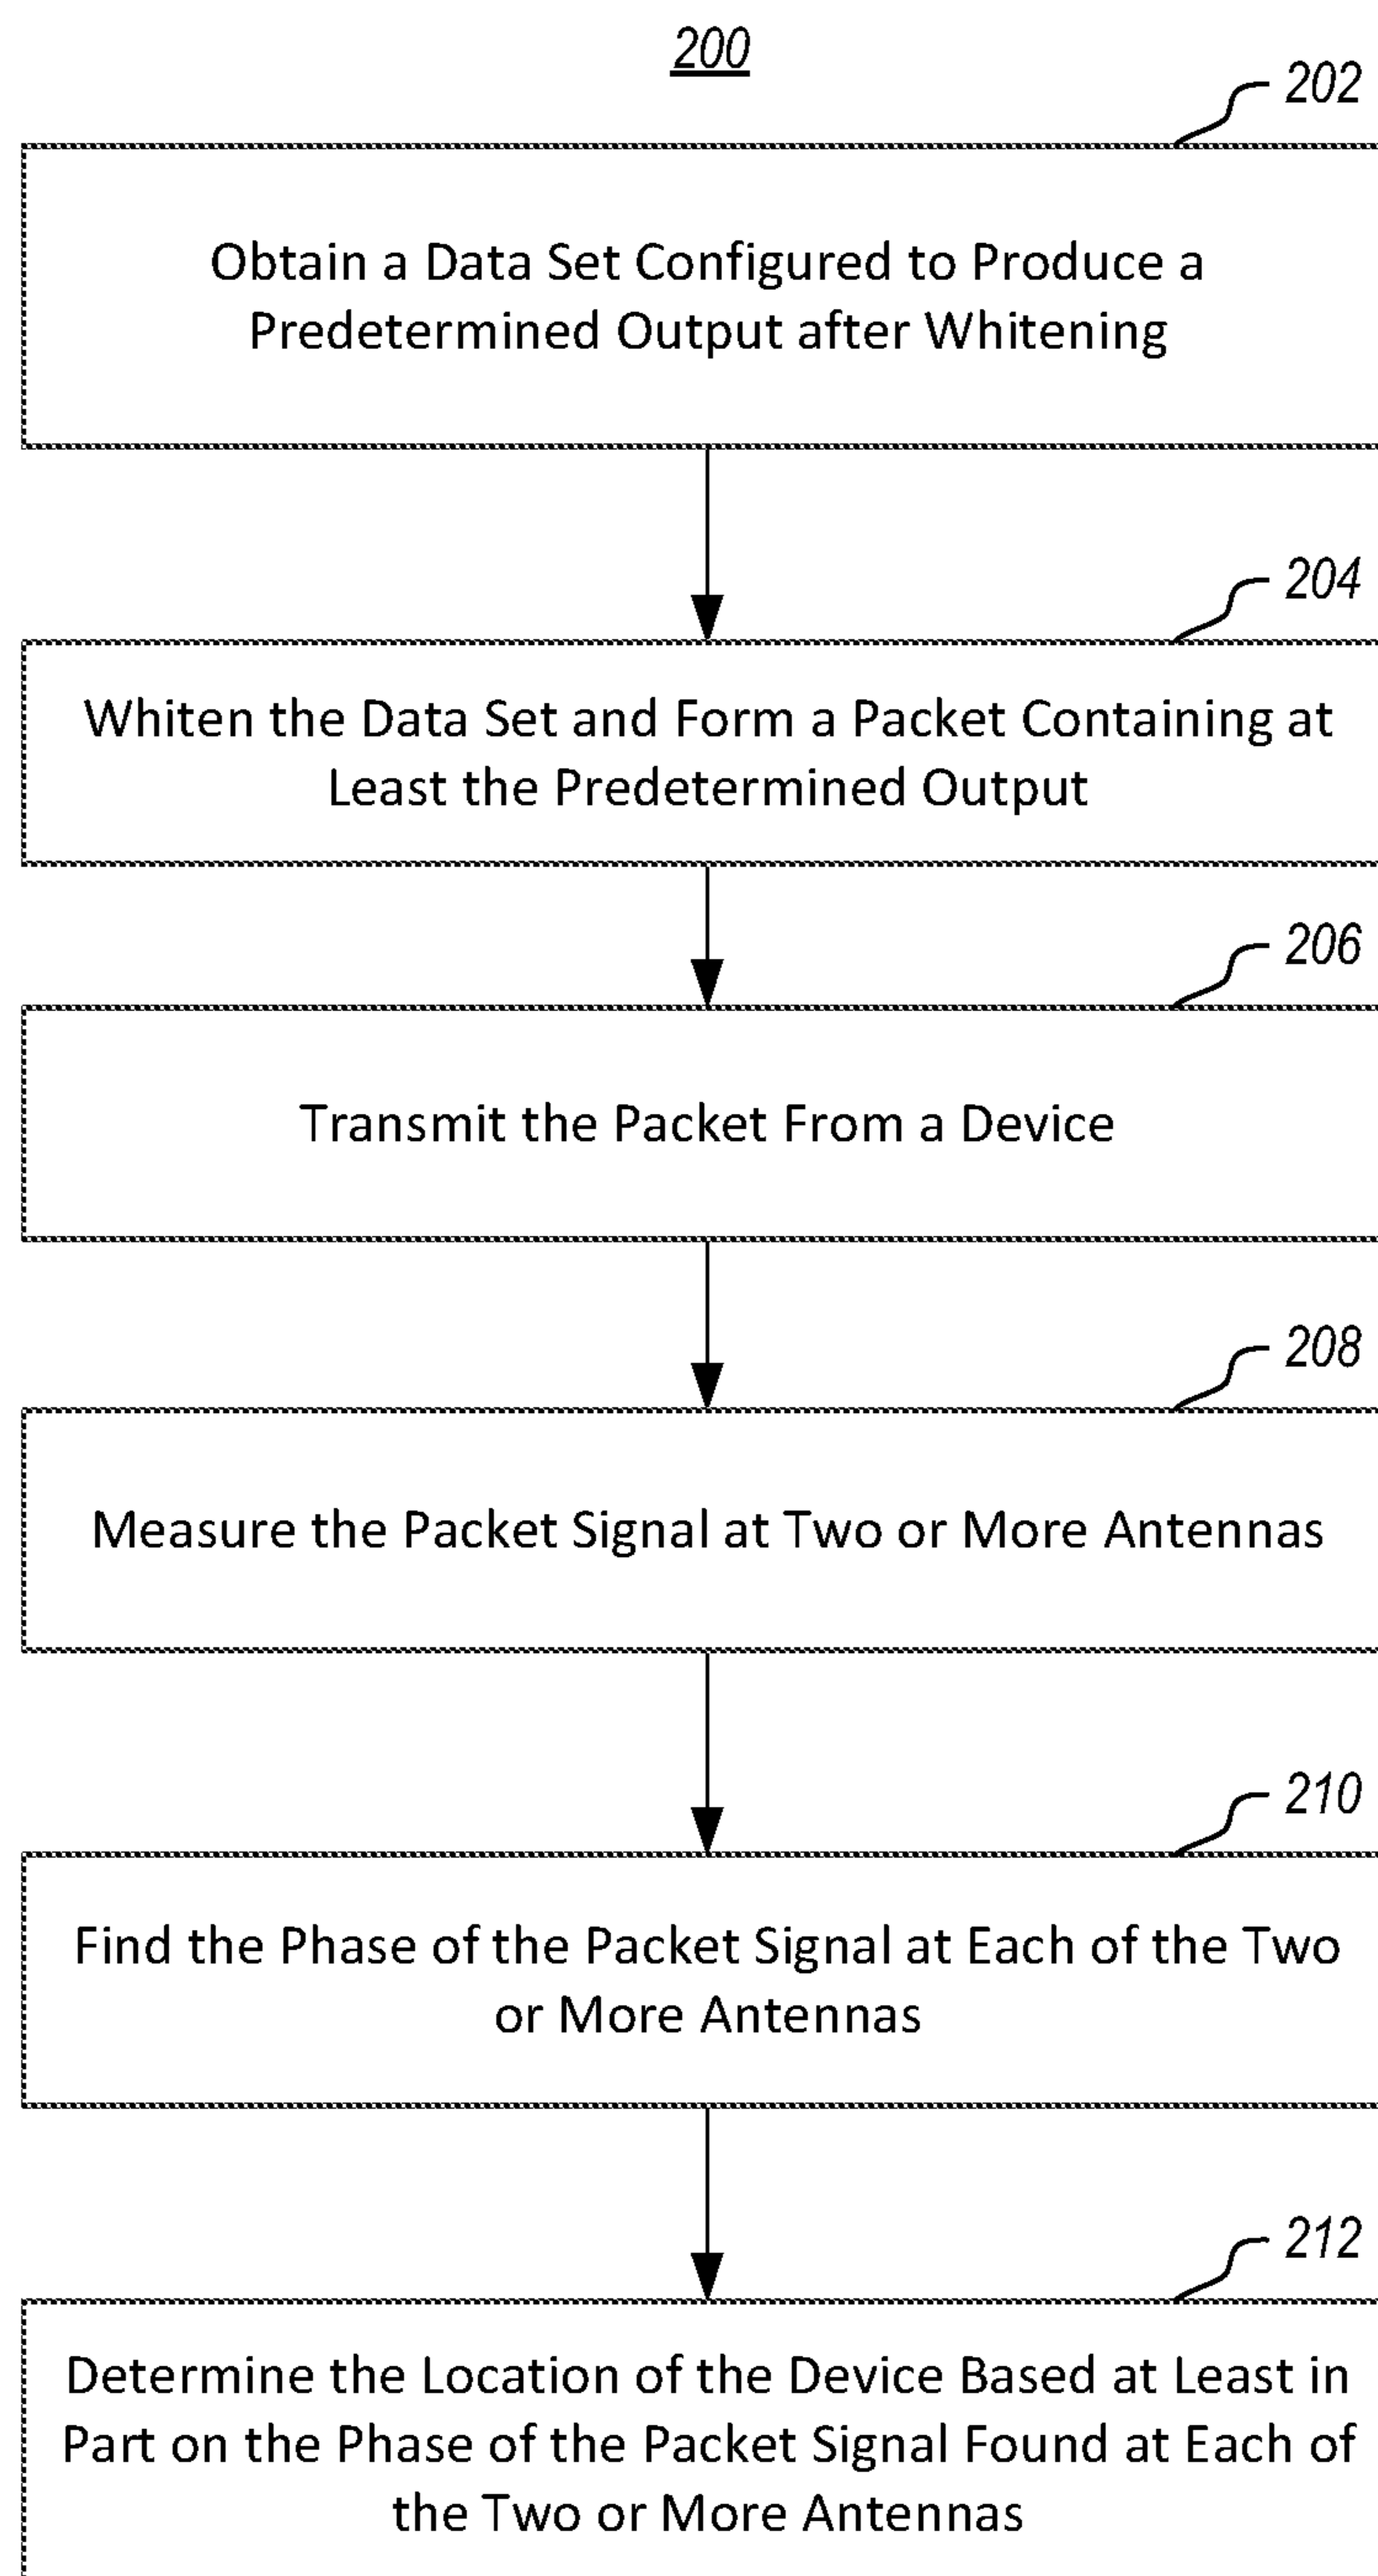 200
202
Obtain a Data Set Configured to Produce a
Predetermined Output after Whitening
204
Whiten the Data Set and Form a Packet Containing at
Least the Predetermined Output
206
Transmit the Packet From a Device
208
Measure the Packet Signal at Two or More Antennas
210
Find the Phase of the Packet Signal at Each of the Two
or More Antennas
212
Determine the Location of the Device Based at Least in
Part on the Phase of the Packet Signal Found at Each of
the Two or More Antennas